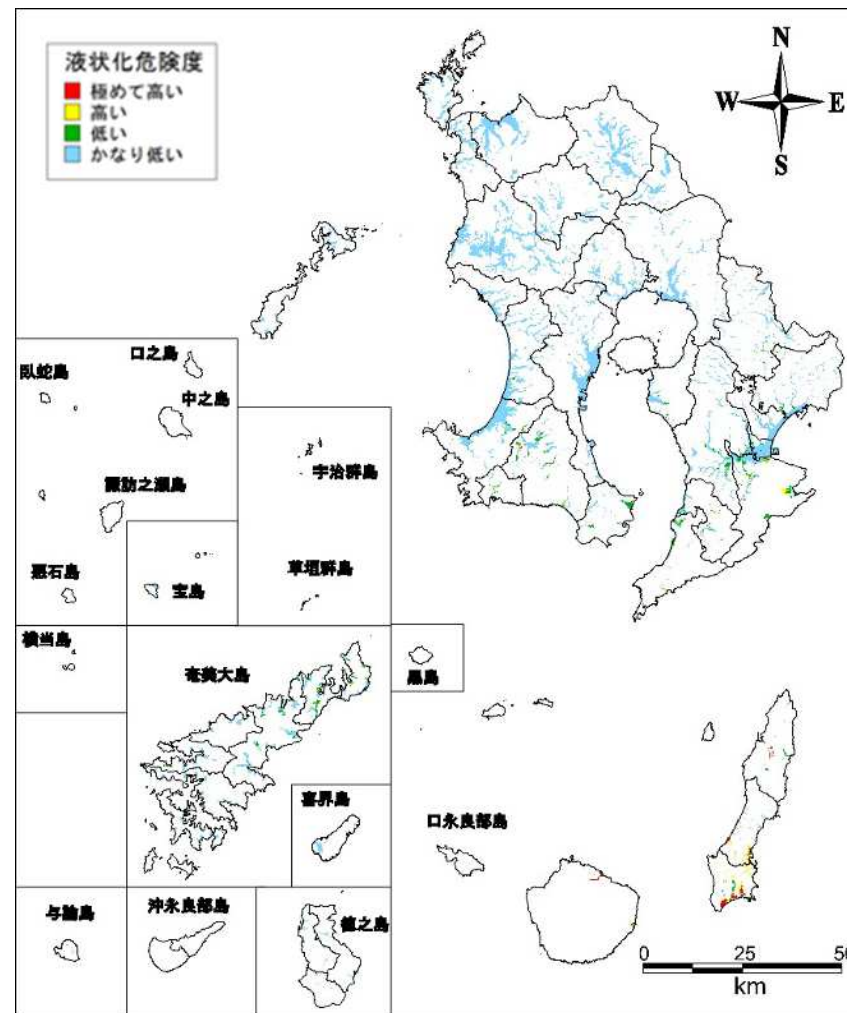 液状化危険度
極めて高い
高い
低い
かなり低い
N
W
E
S
口之島
臥蛇島
中之島
諏訪之瀬島
宇治群島
悪石島
宝島
草垣群島
横当島
奄美大島
黒島
喜界島
口永良部島
与論島
沖永良部島
徳之島
0 25 50
km